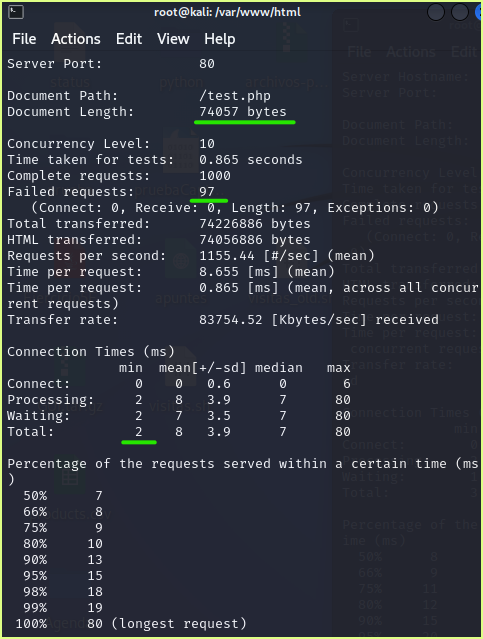 root@kali: /var/www/html
File Actions Edit View Help
Server Port: 80
Document Path: /test.php
Document Length: 74057 bytes
Concurrency Level: 10
Time taken for tests: 0.865 seconds
Complete requests: 1000
Failed requests: 97
(Connect: 0, Receive: 0, Length: 97, Exceptions: 0)
Total transferred: 74226886 bytes
HTML transferred: 74056886 bytes
Requests per second: 1155.44 [#/sec] (mean)
Time per request: 8.655 [ms] (mean)
Time per request: 0.865 [ms] (mean, across all concur
rent requests)
Transfer rate: 83754.52 [Kbytes/sec] received
Connection Times (ms)
min mean[+/-sd] median max
Connect: 0 0 0.6 0 6
Processing: 2 8 3.9 7 80
Waiting: 2 7 3.5 7 80
Total: 2 8 3.9 7 80
Percentage of the requests served within a certain time (ms
)
50% 7
66% 8
75% 9
80% 10
90% 13
95% 15
98% 18
99% 19
100% 80 (longest request)